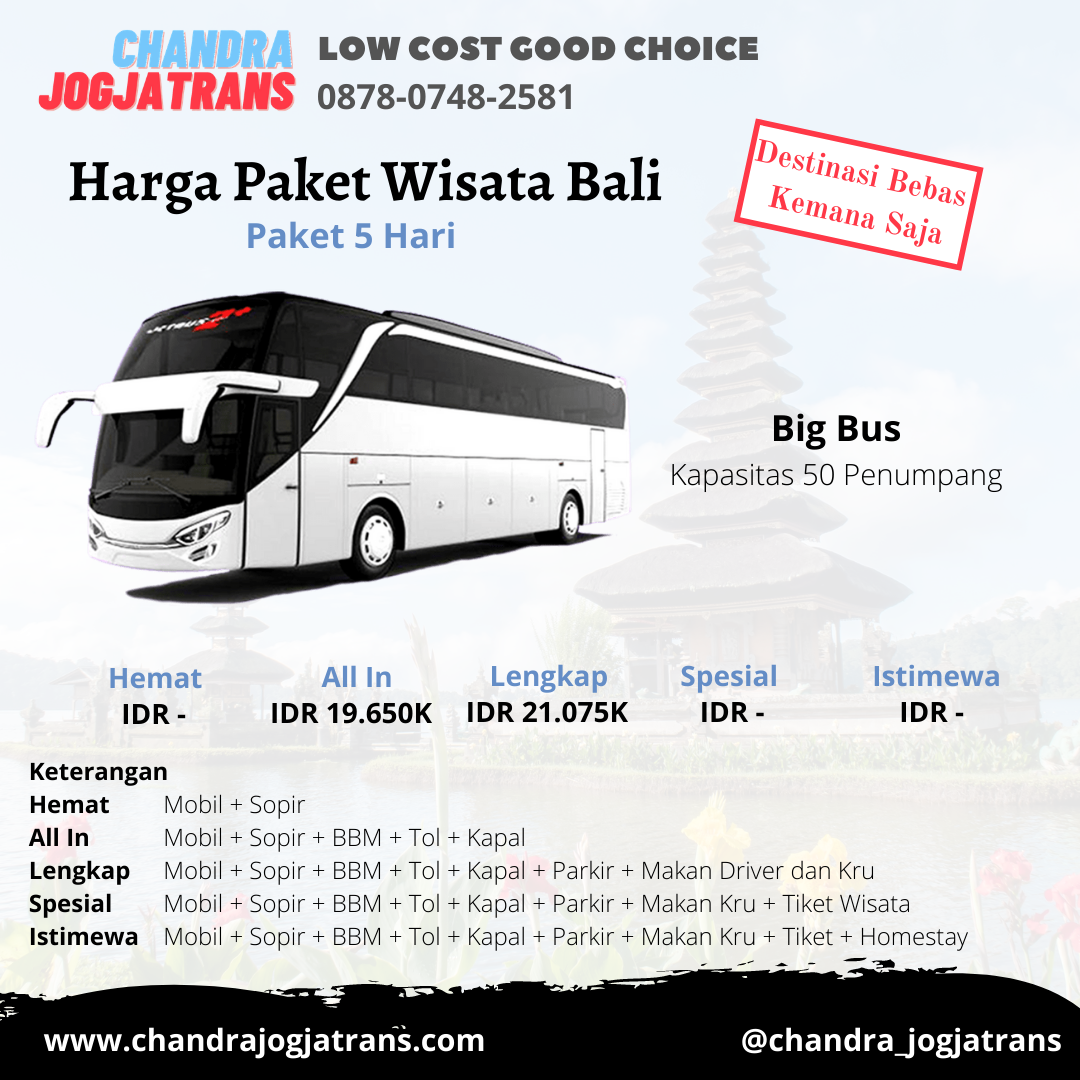 CHANDRA
JOGJATRANS
LOW COST GOOD CHOICE
0878-0748-2581
Harga Paket Wisata Bali
Paket 5 Hari
Destinasi Bebas
Kemana Saja
Big Bus
Kapasitas 50 Penumpang
Hemat
IDR -
All In
IDR 19.650K
Lengkap
IDR 21.075K
Spesial
IDR -
Istimewa
IDR -
Keterangan
Hemat Mobil + Sopir
All In Mobil + Sopir + BBM + Tol + Kapal
Lengkap Mobil + Sopir + BBM + Tol + Kapal + Parkir + Makan Driver dan Kru
Spesial Mobil + Sopir + BBM + Tol + Kapal + Parkir + Makan Kru + Tiket Wisata
Istimewa Mobil + Sopir + BBM + Tol + Kapal + Parkir + Makan Kru + Tiket + Homestay
www.chandrajogjatrans.com
@chandra_jogjatrans